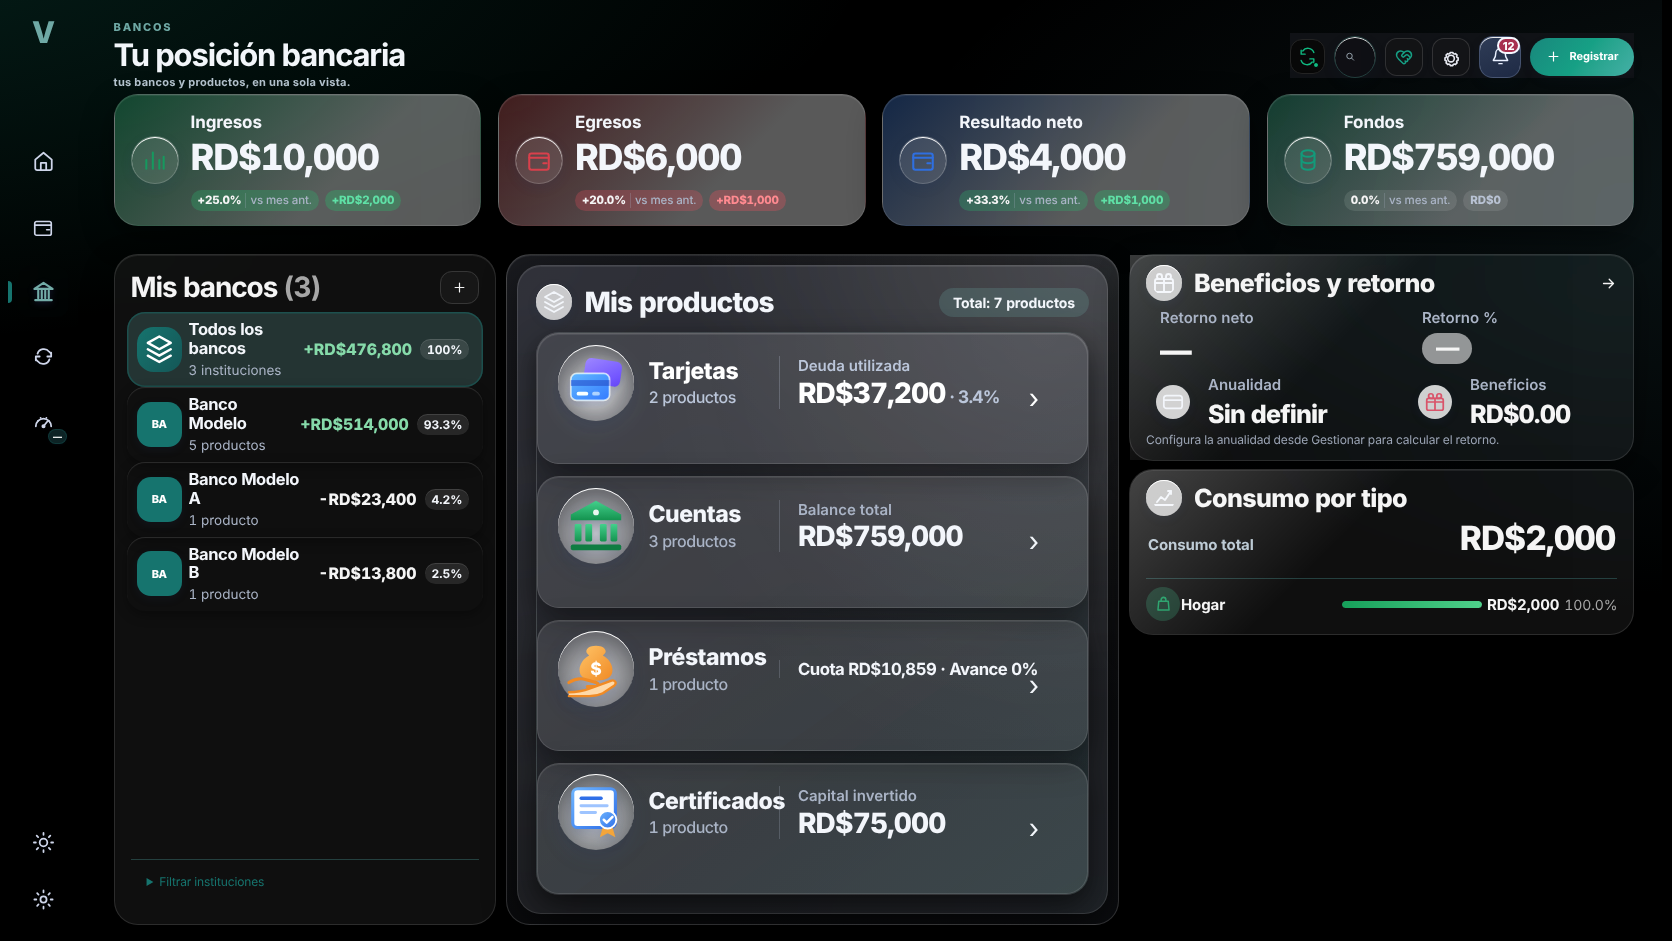 V
BANCOS
Tu posición bancaria
tus bancos y productos, en una sola vista.
12
+ Registrar
Ingresos
RD$10,000
+25.0% vs mes ant. +RD$2,000
Egresos
RD$6,000
+20.0% vs mes ant. +RD$1,000
Resultado neto
RD$4,000
+33.3% vs mes ant. +RD$1,000
Fondos
RD$759,000
0.0% vs mes ant. RD$0
Mis bancos (3)
+
Todos los
bancos
3 instituciones
+RD$476,800 100%
BA
Banco
Modelo
5 productos
+RD$514,000 93.3%
BA
Banco Modelo
A
1 producto
-RD$23,400 4.2%
BA
Banco Modelo
B
1 producto
-RD$13,800 2.5%
Filtrar instituciones
Mis productos
Total: 7 productos
Tarjetas
2 productos
Deuda utilizada
RD$37,200 · 3.4%
Cuentas
3 productos
Balance total
RD$759,000
$
Préstamos
1 producto
Cuota RD$10,859 · Avance 0%
Certificados
1 producto
Capital invertido
RD$75,000
Beneficios y retorno
Retorno neto
—
Retorno %
—
Anualidad
Sin definir
Beneficios
RD$0.00
Configura la anualidad desde Gestionar para calcular el retorno.
Consumo por tipo
Consumo total
RD$2,000
Hogar
RD$2,000 100.0%